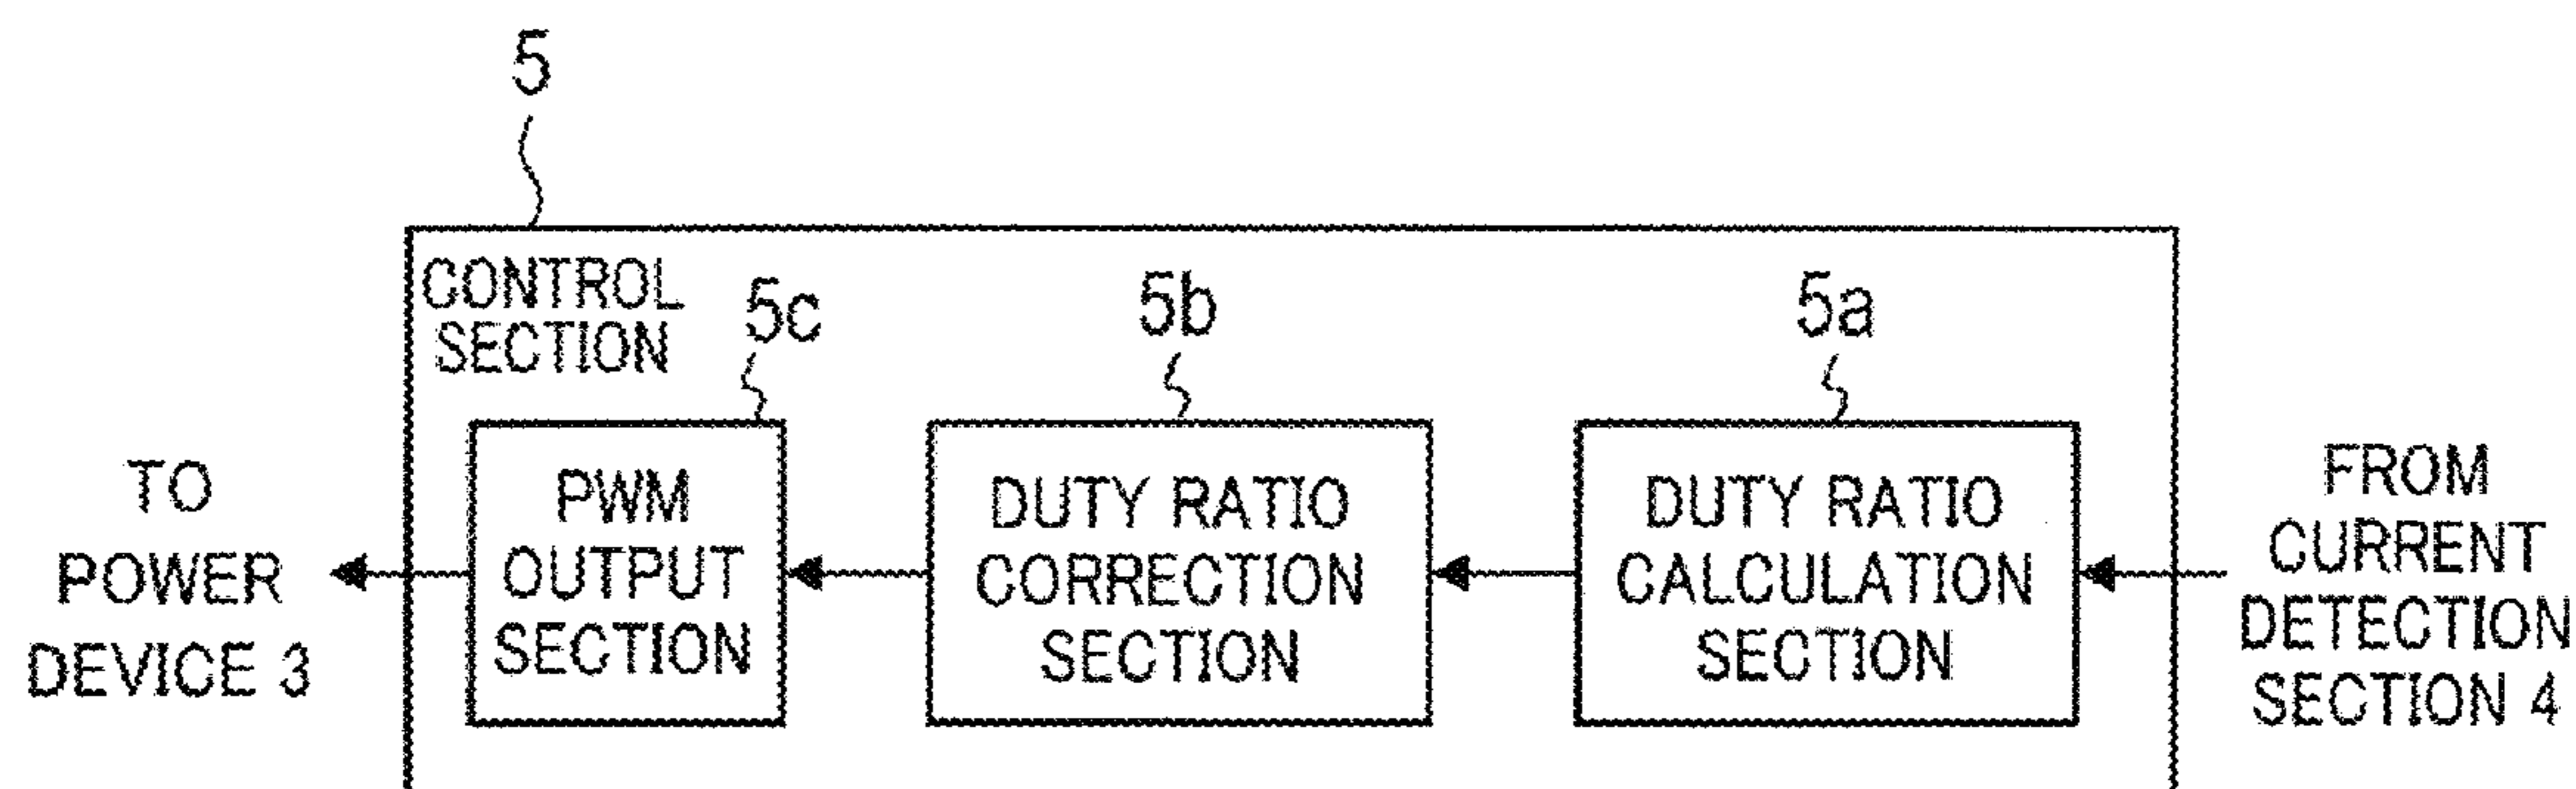 5
CONTROL
SECTION
5c
5b
5a
TO
POWER
DEVICE 3
PWM
OUTPUT
SECTION
DUTY RATIO
CORRECTION
SECTION
DUTY RATIO
CALCULATION
SECTION
FROM
CURRENT
DETECTION
SECTION 4